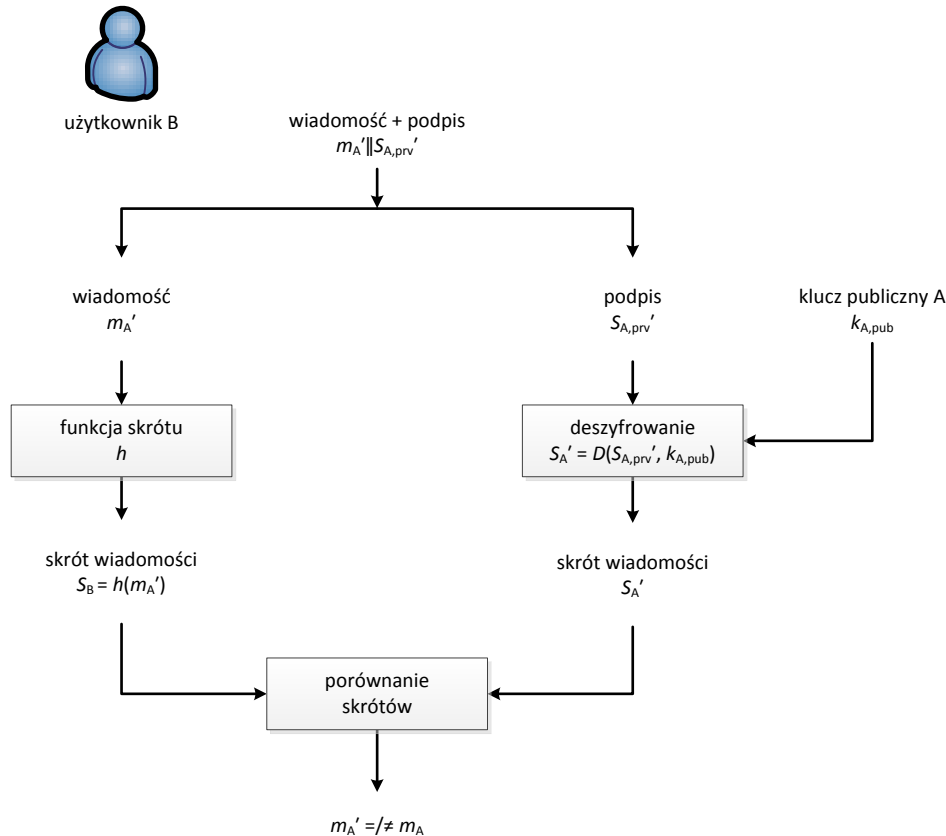 użytkownik B
wiadomość + podpis
mA'||SA,prv'
wiadomość
mA'
podpis
SA,prv'
klucz publiczny A
kA,pub
funkcja skrótu
h
deszyfrowanie
SA' = D(SA,prv', kA,pub)
skrót wiadomości
SB = h(mA')
skrót wiadomości
SA'
porównanie
skrótów
mA' =/≠ mA